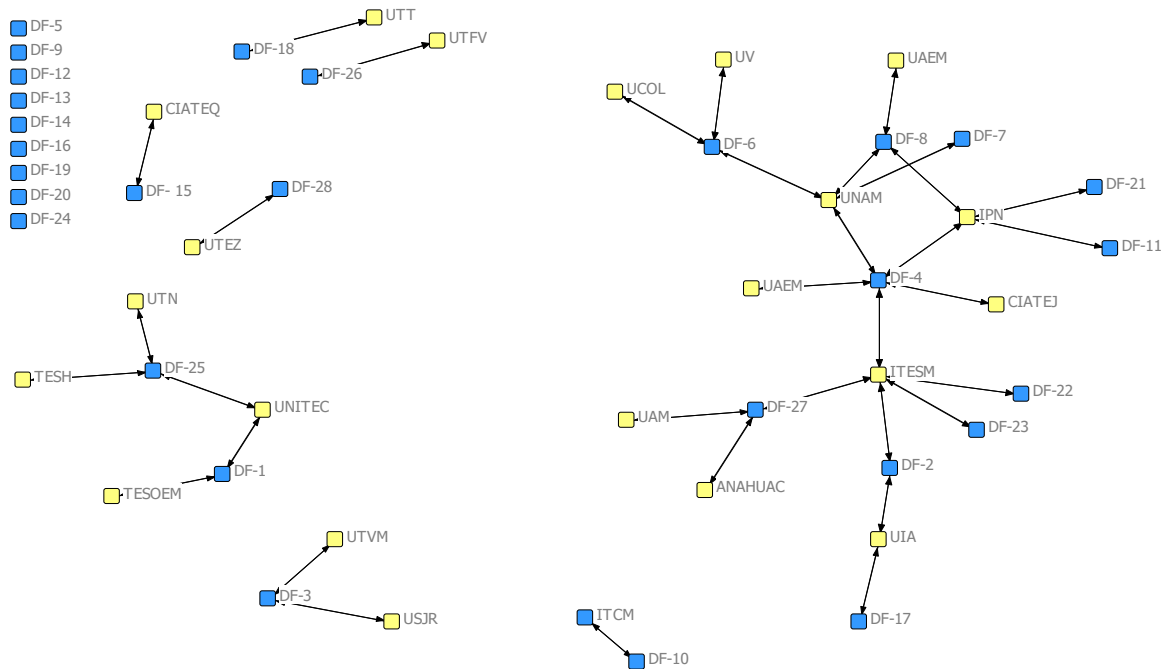 DF-5
DF-9
DF-12
DF-13
DF-14
DF-16
DF-19
DF-20
DF-24
UTT
DF-18
UTFV
DF-26
CIATEQ
DF- 15
DF-28
UTEZ
UTN
TESH
DF-25
UNITEC
DF-1
TESOEM
UTVM
DF-3
USJR
UV
UAEM
UCOL
DF-6
DF-8
DF-7
UNAM
DF-21
IPN
DF-11
UAEM
DF-4
CIATEJ
ITESM
DF-22
DF-27
UAM
DF-23
DF-2
ANAHUAC
UIA
ITCM
DF-17
DF-10